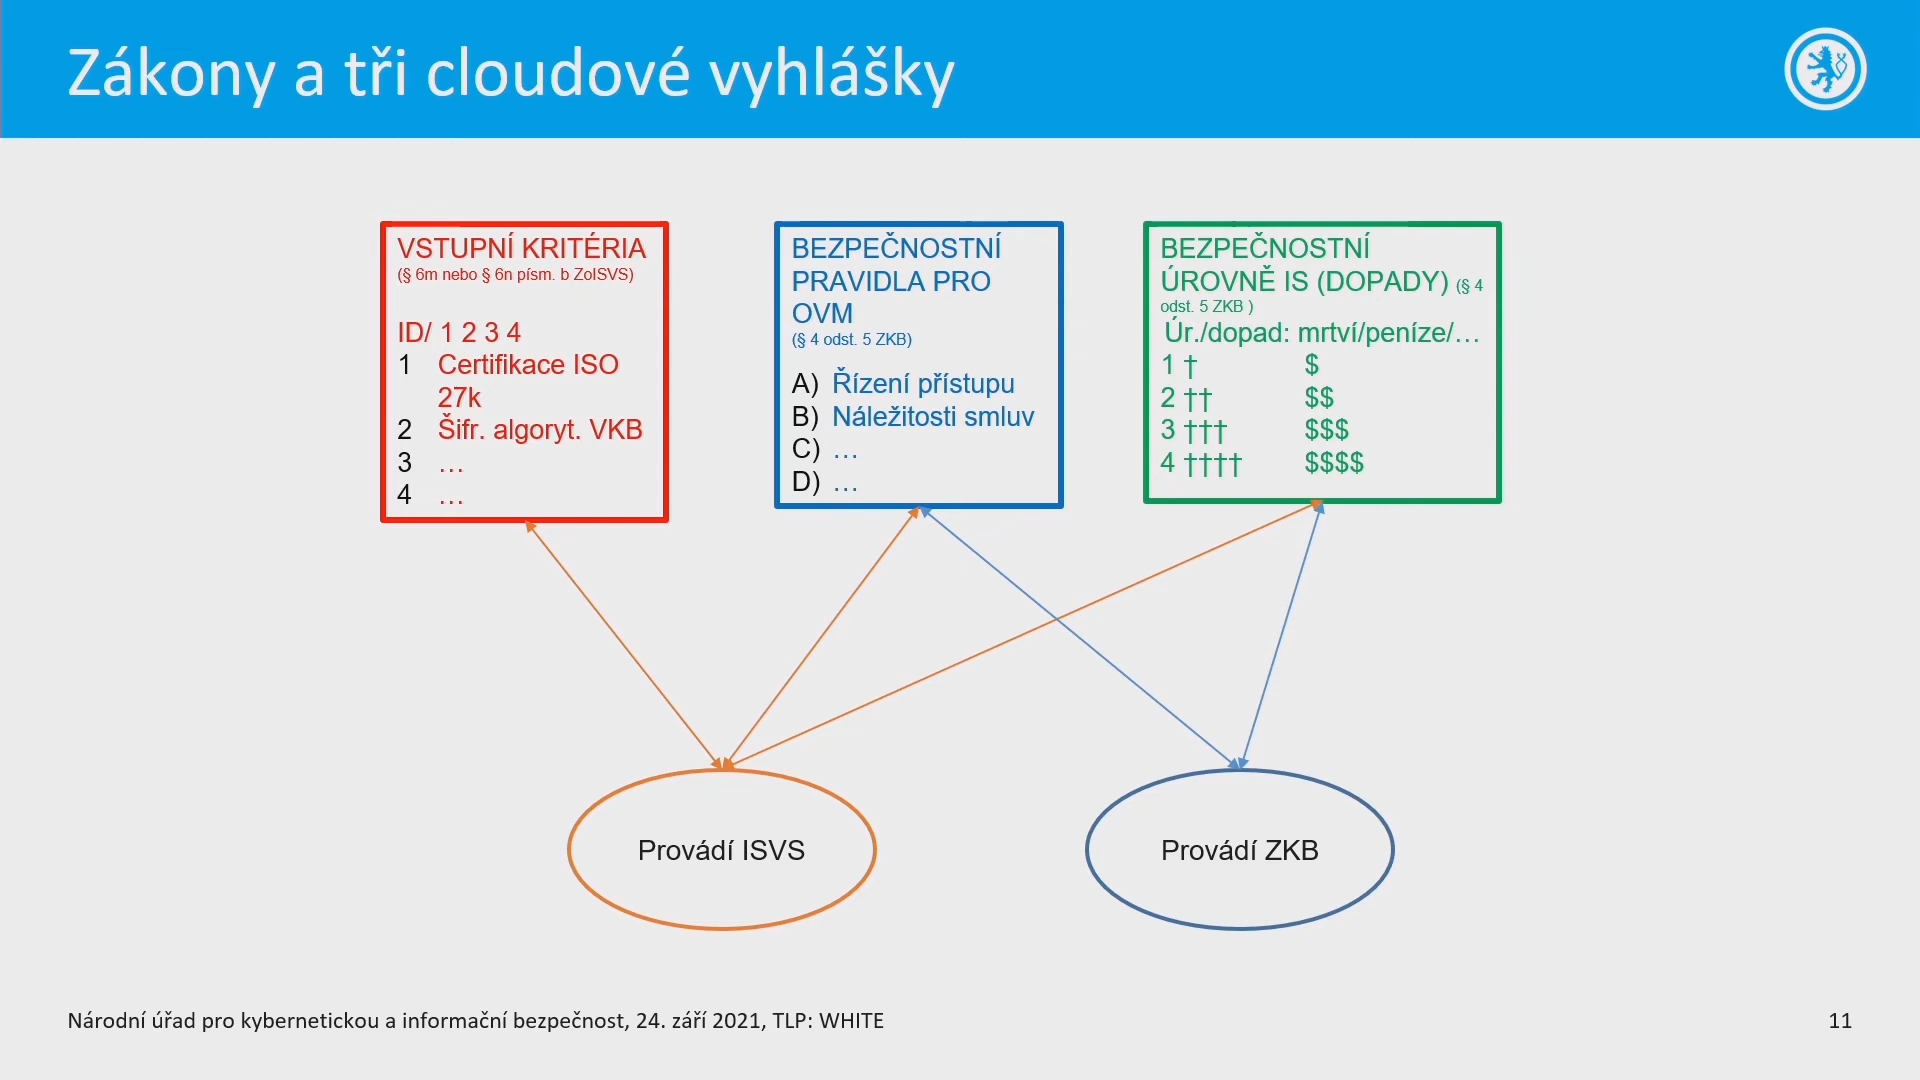 Zákony a tři cloudové vyhlášky
VSTUPNÍ KRITÉRIA
(§ 6m nebo § 6n písm. b ZoISVS)
ID/ 1 2 3 4
1 Certifikace ISO
27k
2 Šifr. algoryt. VKB
3 …
4 …
BEZPEČNOSTNÍ
PRAVIDLA PRO
OVM
(§ 4 odst. 5 ZKB)
A) Řízení přístupu
B) Náležitosti smluv
C) …
D) …
BEZPEČNOSTNÍ
ÚROVNĚ IS (DOPADY) (§ 4
odst. 5 ZKB )
Úr./dopad: mrtví/peníze/…
1 † $
2 †† $$
3 ††† $$$
4 †††† $$$$
Provádí ISVS
Provádí ZKB
Národní úřad pro kybernetickou a informační bezpečnost, 24. září 2021, TLP: WHITE
11